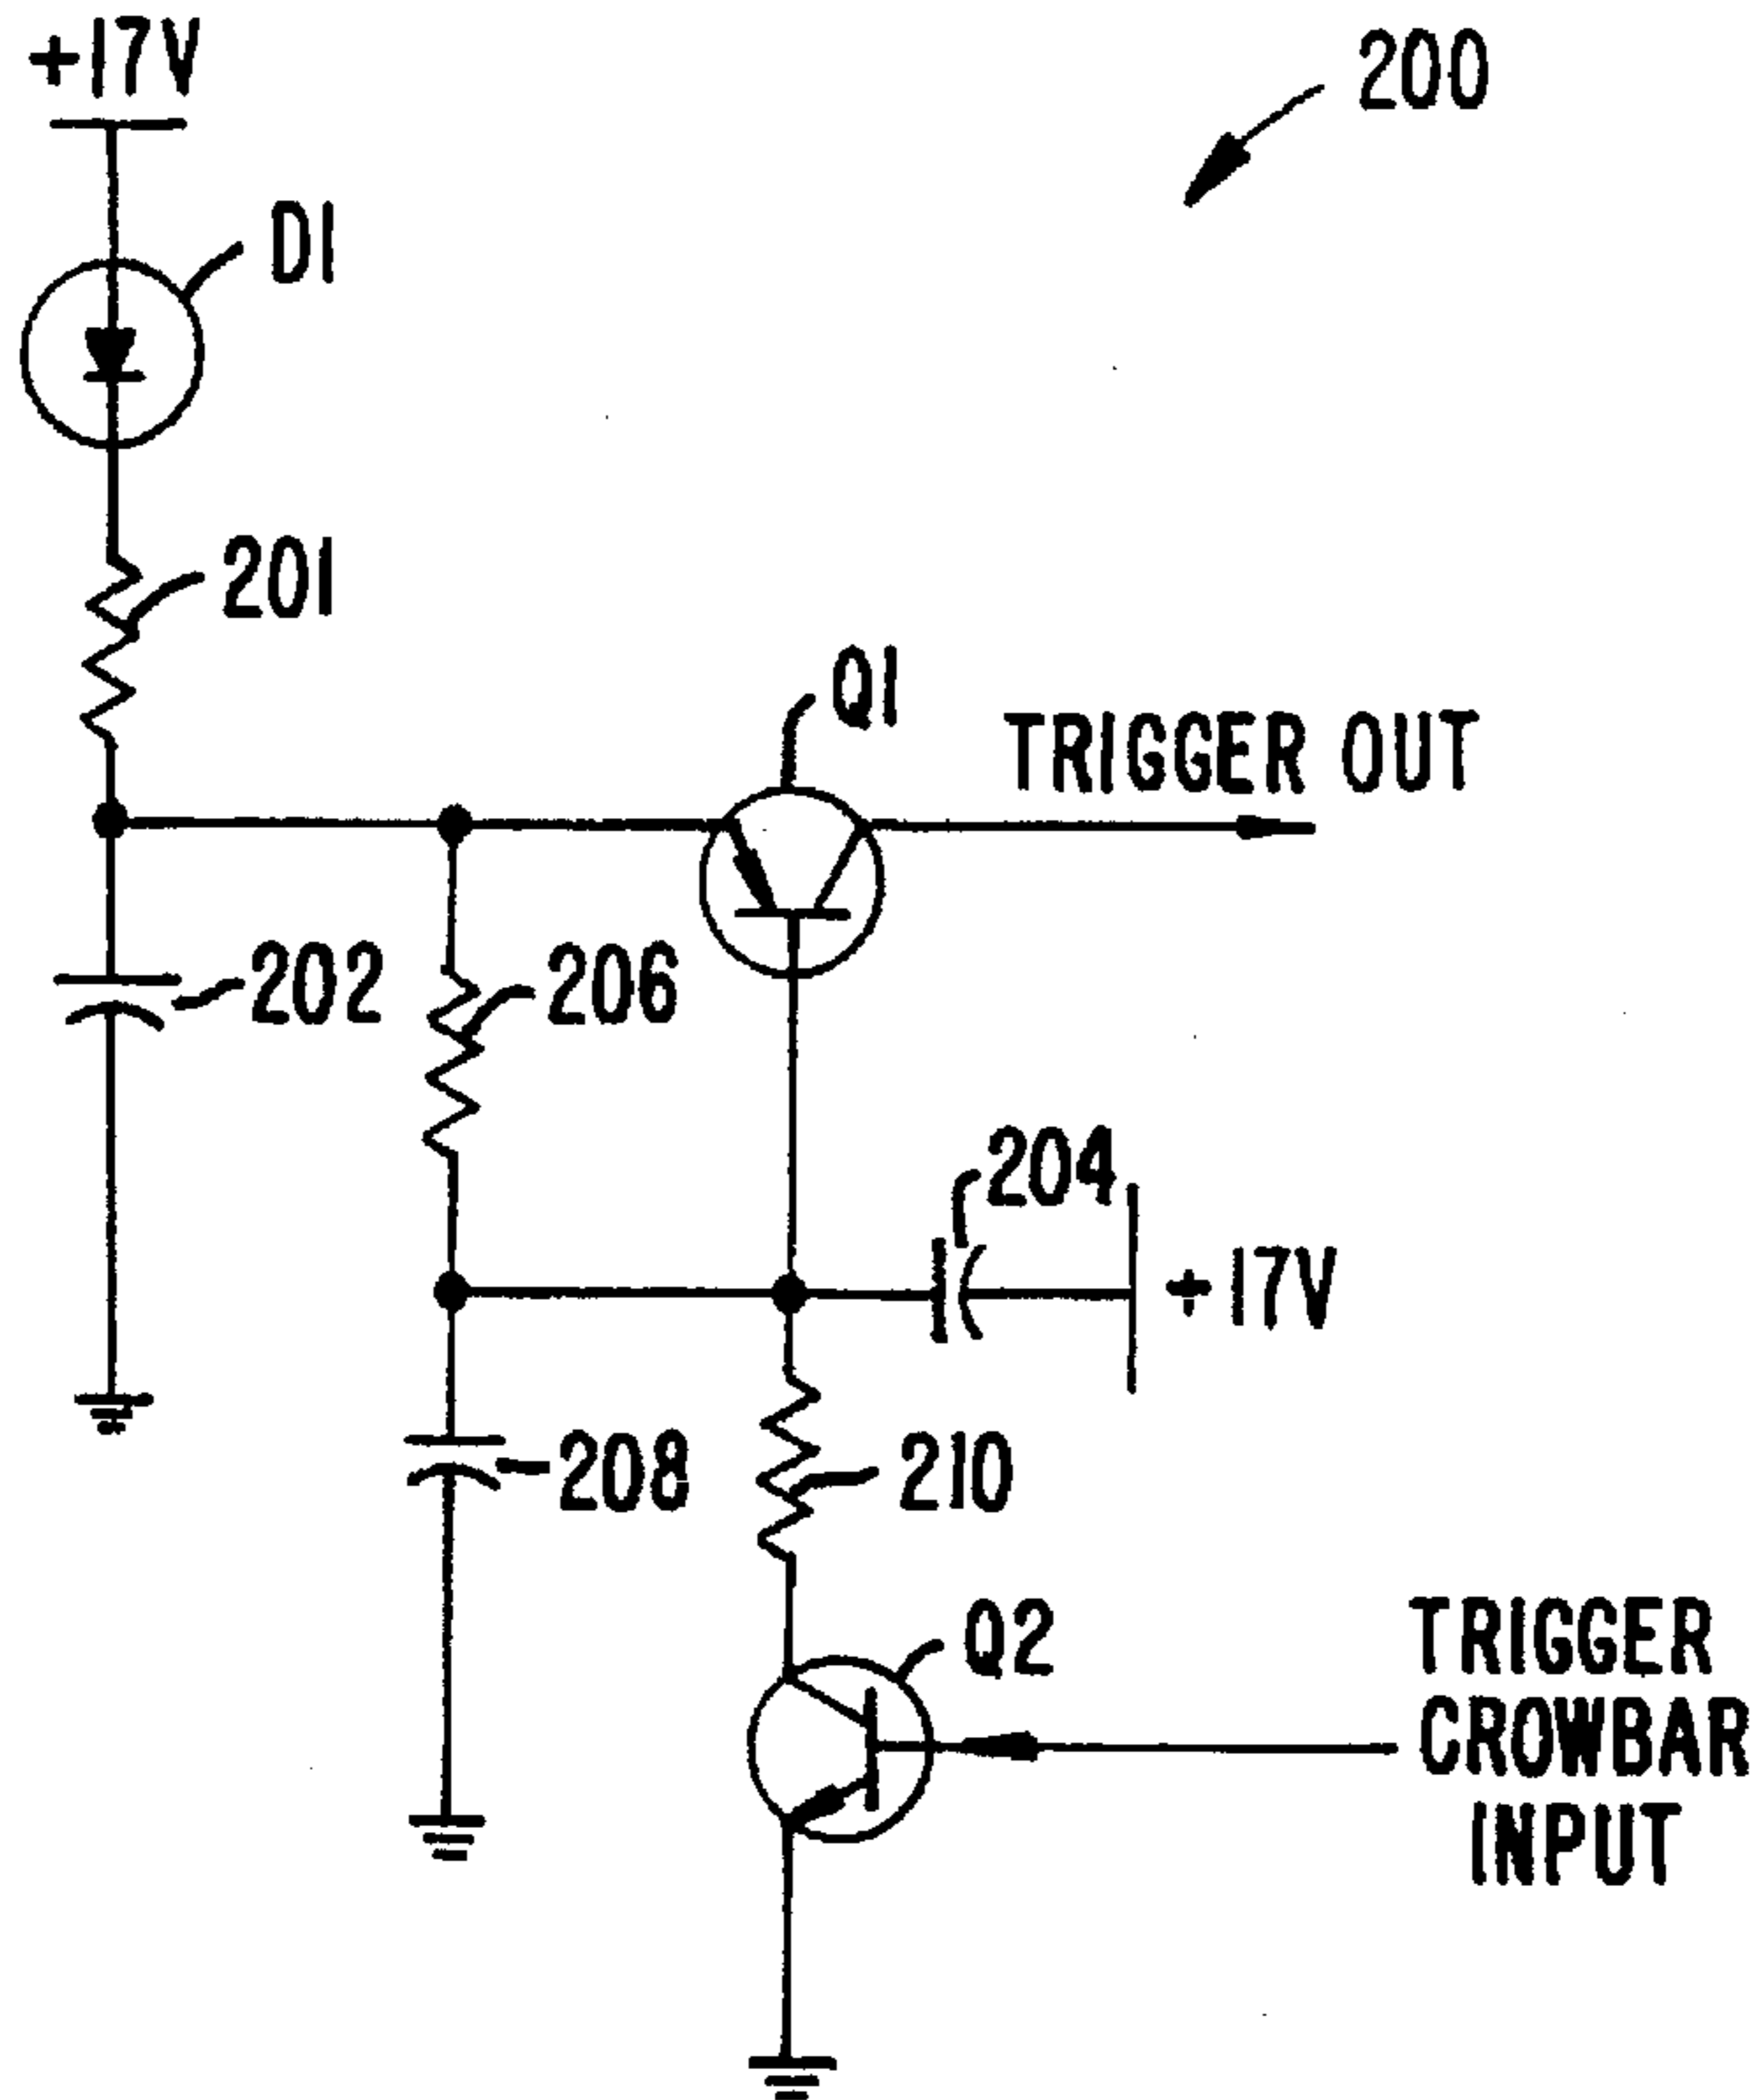 +17V
200
D1
201
Q1
TRIGGER OUT
202
206
204
+17V
208
210
Q2
TRIGGER
CROWBAR
INPUT